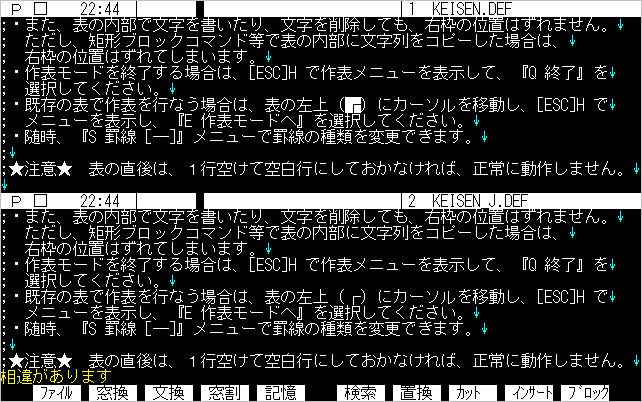 P □ 22:44 1 KEISEN.DEF
;・また、表の内部で文字を書いたり、文字を削除しても、右枠の位置はずれません。↓
; ただし、矩形ブロックコマンド等で表の内部に文字列をコピーした場合は、↓
; 右枠の位置はずれてしまいます。↓
;・作表モードを終了する場合は、[ESC]H で作表メニューを表示して、『Q 終了』を↓
; 選択してください。↓
;・既存の表で作表を行なう場合は、表の左上(┏)にカーソルを移動し、[ESC]H で↓
; メニューを表示し、『E 作表モードへ』を選択してください。↓
;・随時、『S 罫線 [―]』メニューで罫線の種類を変更できます。↓
;↓
;★注意★ 表の直後は、1行空けて空白行にしておかなければ、正常に動作しません。↓
↓
P □ 22:44 2 KEISEN_J.DEF
;・また、表の内部で文字を書いたり、文字を削除しても、右枠の位置はずれません。↓
; ただし、矩形ブロックコマンド等で表の内部に文字列をコピーした場合は、↓
; 右枠の位置はずれてしまいます。↓
;・作表モードを終了する場合は、[ESC]H で作表メニューを表示して、『Q 終了』を↓
; 選択してください。↓
;・既存の表で作表を行なう場合は、表の左上(┏)にカーソルを移動し、[ESC]H で↓
; メニューを表示し、『E 作表モードへ』を選択してください。↓
;・随時、『S 罫線 [―]』メニューで罫線の種類を変更できます。↓
;↓
;★注意★ 表の直後は、1行空けて空白行にしておかなければ、正常に動作しません。↓
相違があります
ファイル 窓換 文換 窓割 記憶 検索 置換 カット インサート ブロック